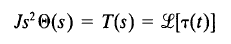 Js²Θ(s) = T(s) = ℒ[τ(t)]